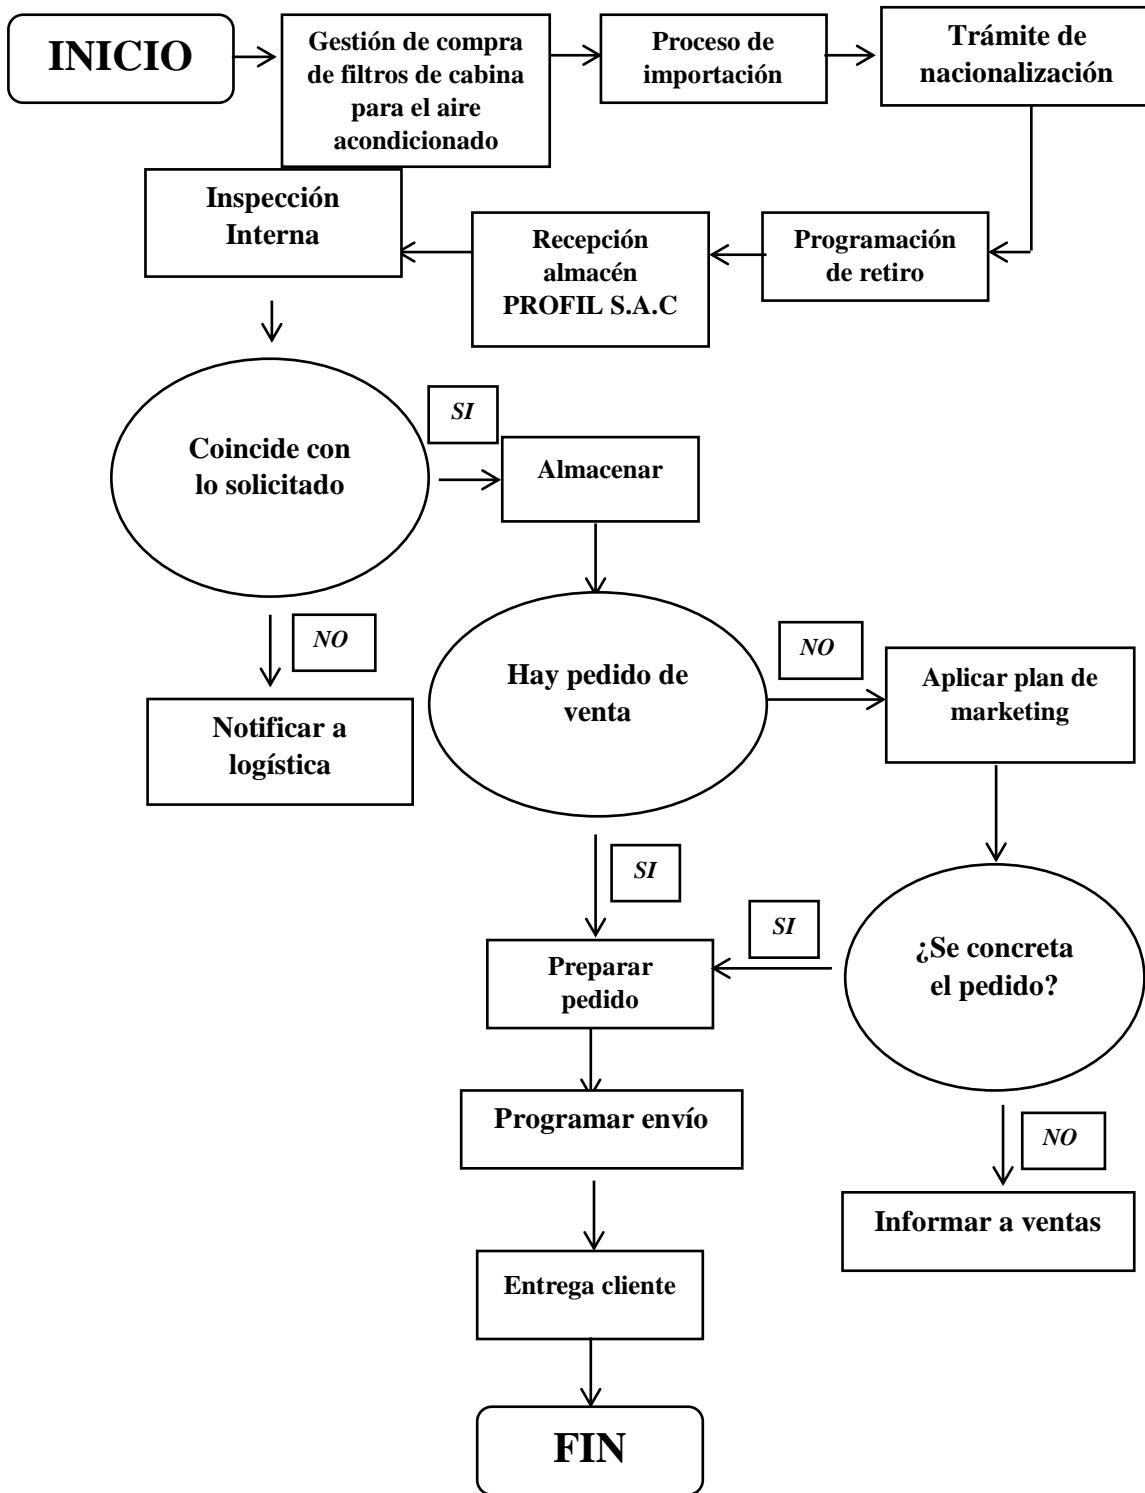 INICIO
Gestión de compra
de filtros de cabina
para el aire
acondicionado
Proceso de
importación
Trámite de
nacionalización
Inspección
Interna
Recepción
almacén
PROFIL S.A.C
Programación
de retiro
Coincide con
lo solicitado
SI
Almacenar
NO
Notificar a
logística
Hay pedido de
venta
NO
Aplicar plan de
marketing
SI
SI
¿Se concreta
el pedido?
Preparar
pedido
Programar envío
NO
Informar a ventas
Entrega cliente
FIN